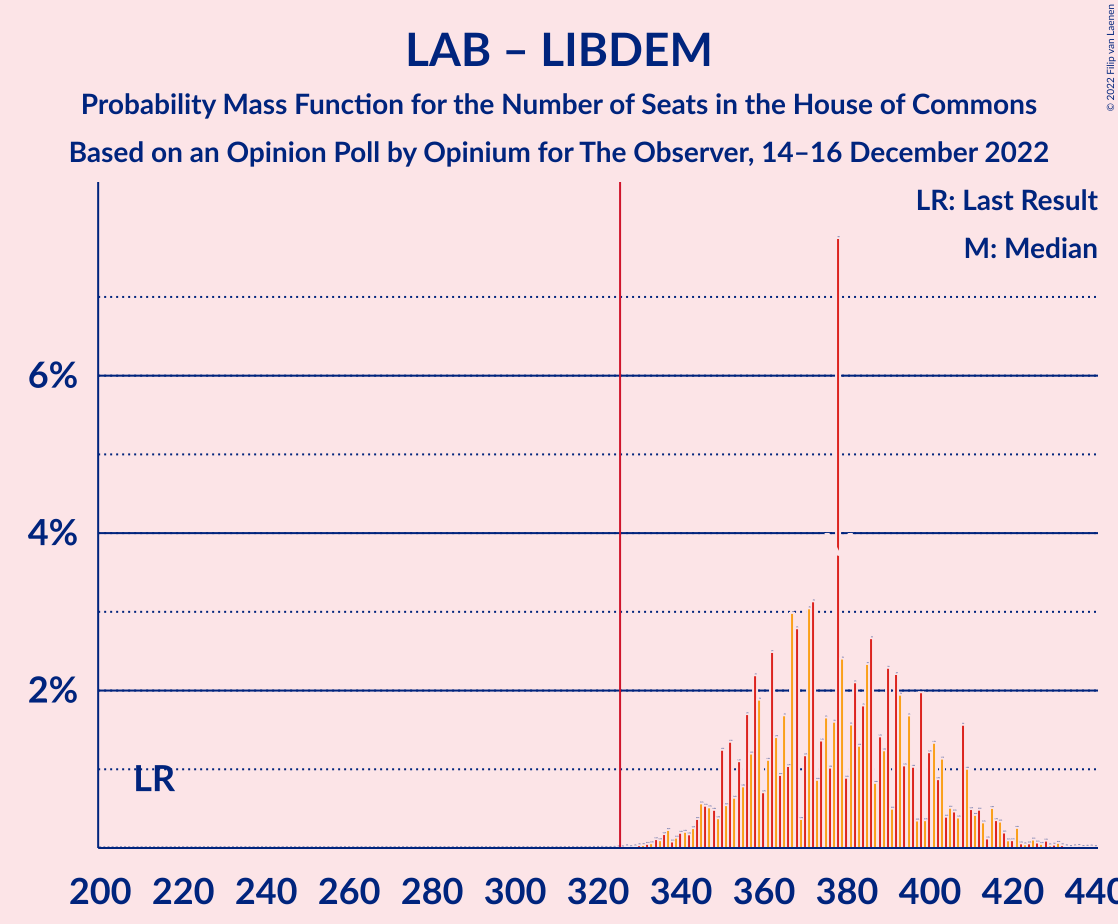 LAB – LIBDEM
Probability Mass Function for the Number of Seats in the House of Commons
Based on an Opinion Poll by Opinium for The Observer, 14–16 December 2022
© 2022 Filip van Laenen
LR: Last Result
M: Median
6%
4%
2%
LR
200 220 240 260 280 300 320 340 360 380 400 420 440